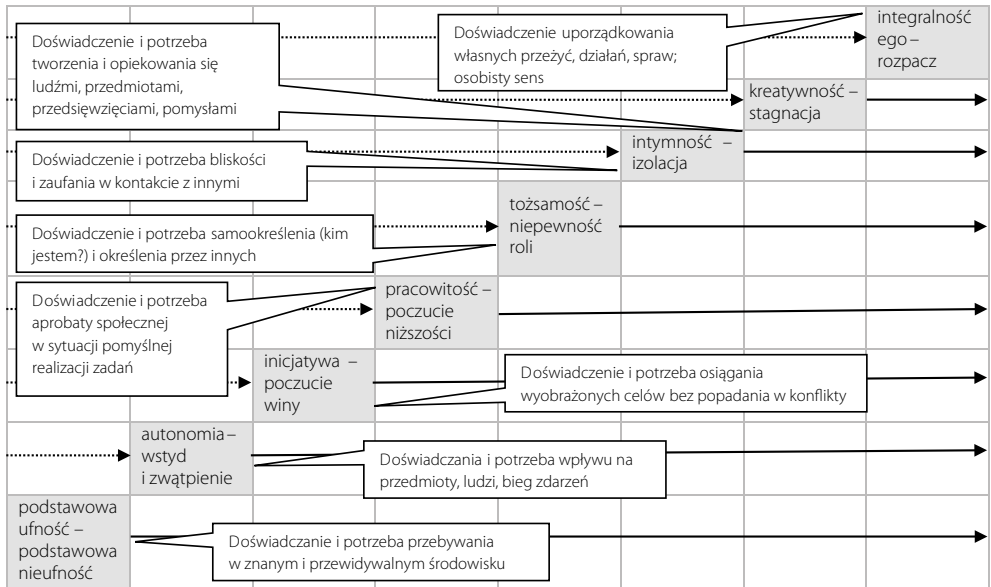 integralność
ego –
rozpacz
Doświadczenie uporządkowania
własnych przeżyć, działań, spraw;
osobisty sens
Doświadczenie i potrzeba
tworzenia i opiekowania się
ludźmi, przedmiotami,
przedsięwzięciami, pomysłami
kreatywność –
stagnacja
intymność –
izolacja
Doświadczenie i potrzeba bliskości
i zaufania w kontakcie z innymi
tożsamość –
niepewność
roli
Doświadczenie i potrzeba samookreślenia (kim
jestem?) i określenia przez innych
pracowitość –
poczucie
niższości
Doświadczenie i potrzeba
aprobaty społecznej
w sytuacji pomyślnej
realizacji zadań
inicjatywa –
poczucie
winy
Doświadczenie i potrzeba osiągania
wyobrażonych celów bez popadania w konflikty
autonomia –
wstyd
i zwątpienie
Doświadczania i potrzeba wpływu na
przedmioty, ludzi, bieg zdarzeń
podstawowa
ufność –
podstawowa
nieufność
Doświadczanie i potrzeba przebywania
w znanym i przewidywalnym środowisku